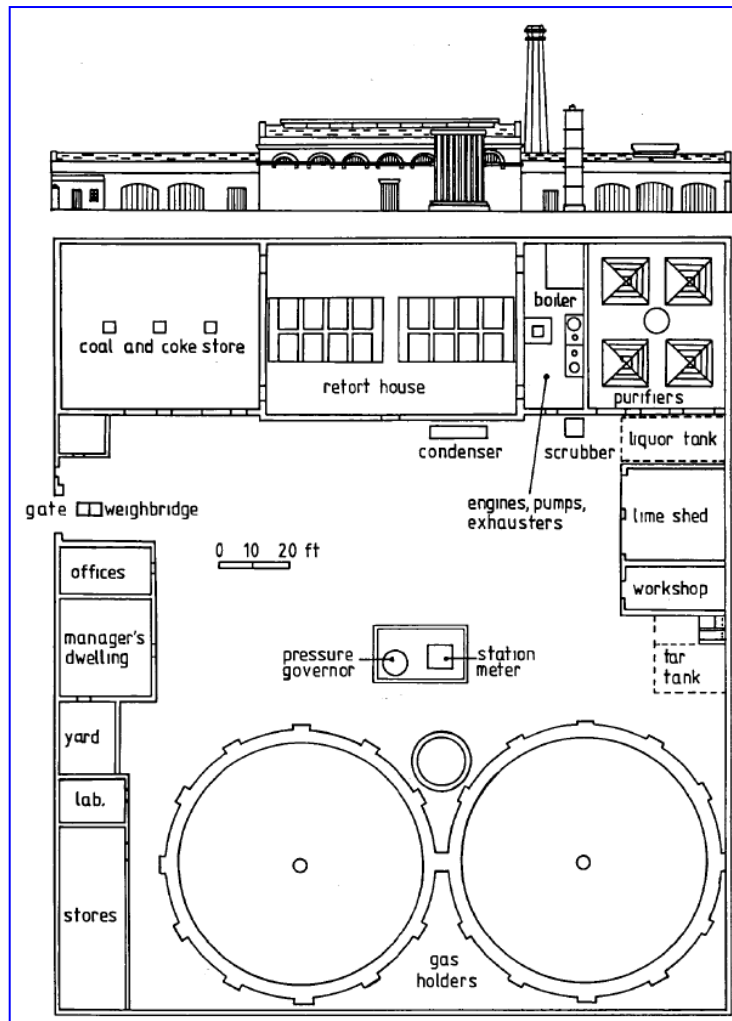 boiler
coal and coke store
retort house
purifiers
condenser
scrubber
liquor tank
gate
weighbridge
engines, pumps,
exhausters
lime shed
0 10 20 ft
offices
workshop
manager's
dwelling
pressure
governor
station
meter
tar
tank
yard
lab.
stores
gas
holders